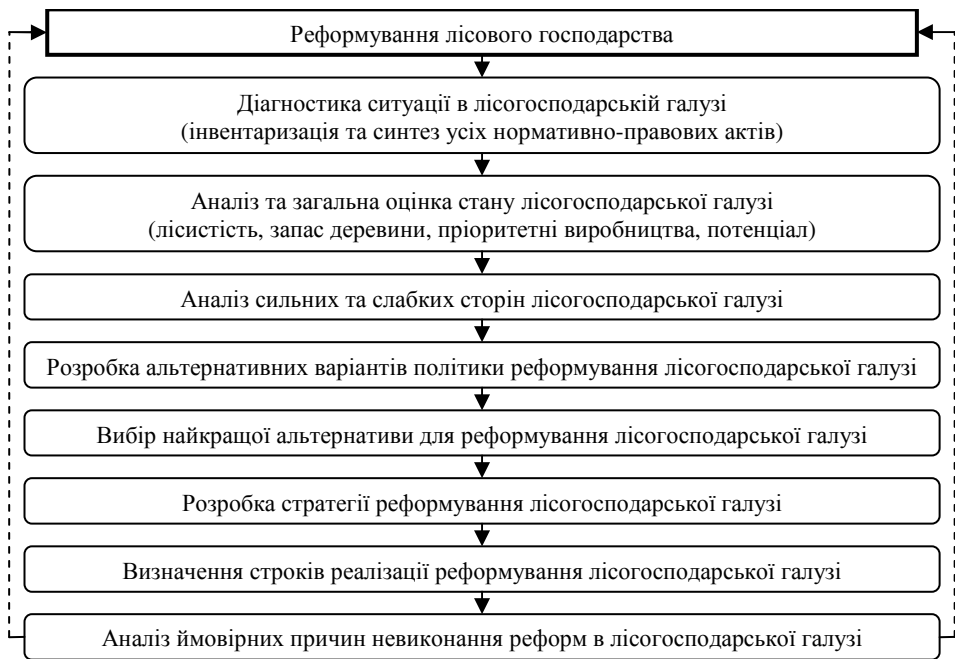 Реформування лісового господарства
Діагностика ситуації в лісогосподарській галузі
(інвентаризація та синтез усіх нормативно-правових актів)
Аналіз та загальна оцінка стану лісогосподарської галузі
(лісистість, запас деревини, пріоритетні виробництва, потенціал)
Аналіз сильних та слабких сторін лісогосподарської галузі
Розробка альтернативних варіантів політики реформування лісогосподарської галузі
Вибір найкращої альтернативи для реформування лісогосподарської галузі
Розробка стратегії реформування лісогосподарської галузі
Визначення строків реалізації реформування лісогосподарської галузі
Аналіз ймовірних причин невиконання реформ в лісогосподарської галузі